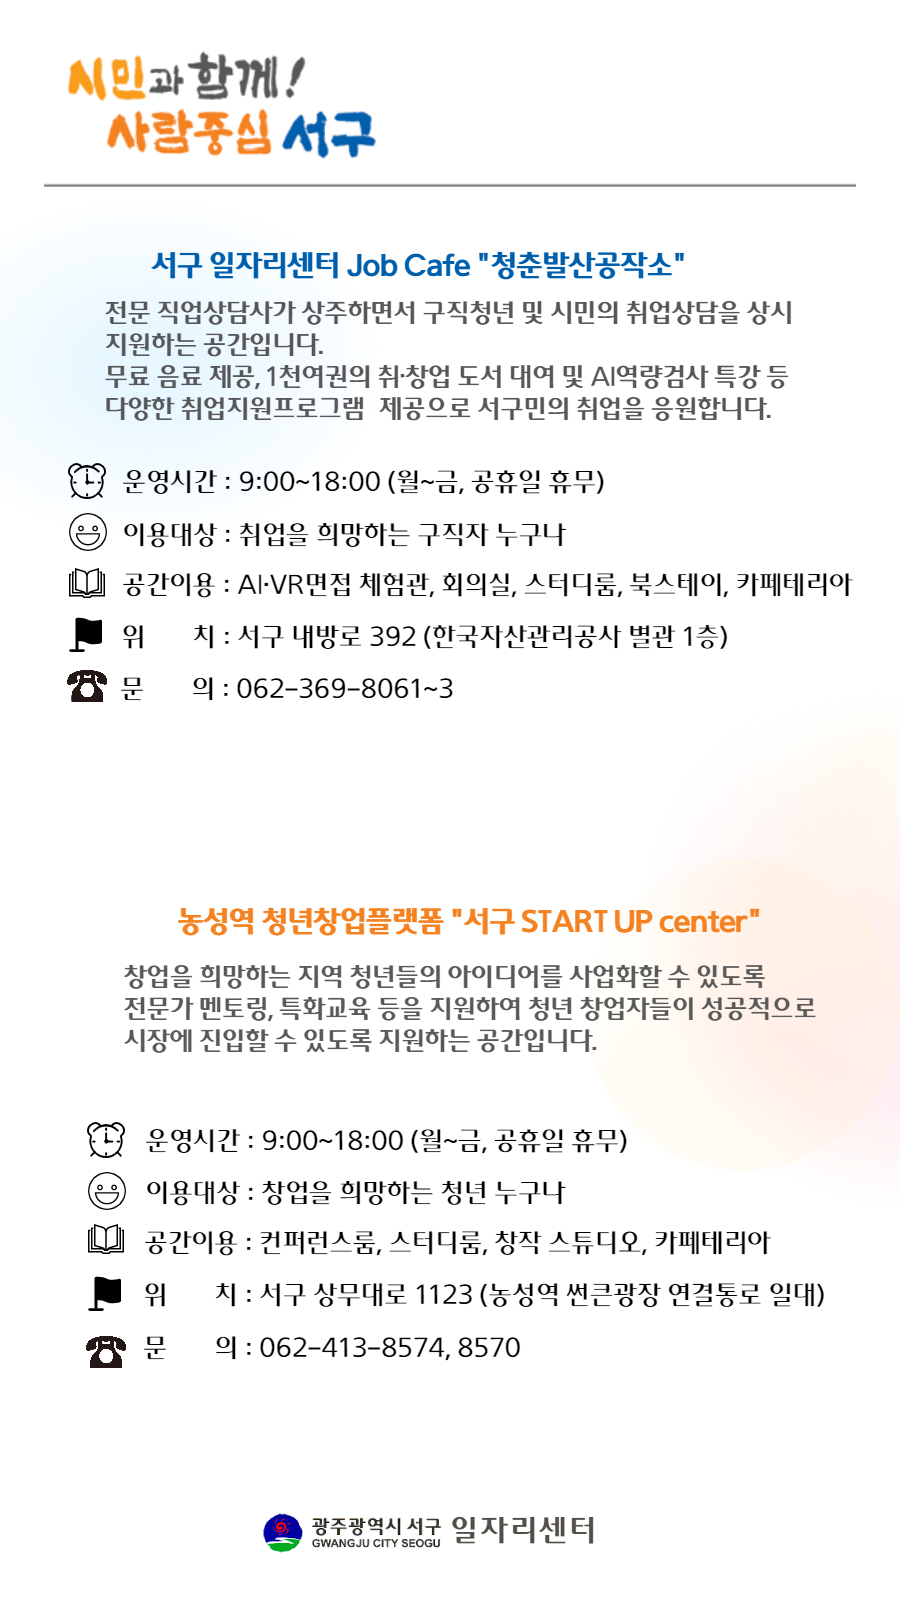 시민과 함께!
사람중심 서구
서구 일자리센터 Job Cafe "청춘발산공작소"
전문 직업상담사가 상주하면서 구직청년 및 시민의 취업상담을 상시
지원하는 공간입니다.
무료 음료 제공, 1천여권의 취·창업 도서 대여 및 AI역량검사 특강 등
다양한 취업지원프로그램 제공으로 서구민의 취업을 응원합니다.
운영시간 : 9:00~18:00 (월~금, 공휴일 휴무)
이용대상 : 취업을 희망하는 구직자 누구나
공간이용 : AI·VR면접 체험관, 회의실, 스터디룸, 북스테이, 카페테리아
위 치 : 서구 내방로 392 (한국자산관리공사 별관 1층)
문 의 : 062-369-8061~3
농성역 청년창업플랫폼 "서구 START UP center"
창업을 희망하는 지역 청년들의 아이디어를 사업화할 수 있도록
전문가 멘토링, 특화교육 등을 지원하여 청년 창업자들이 성공적으로
시장에 진입할 수 있도록 지원하는 공간입니다.
운영시간 : 9:00~18:00 (월~금, 공휴일 휴무)
이용대상 : 창업을 희망하는 청년 누구나
공간이용 : 컨퍼런스룸, 스터디룸, 창작 스튜디오, 카페테리아
위 치 : 서구 상무대로 1123 (농성역 썬큰광장 연결통로 일대)
문 의 : 062-413-8574, 8570
광주광역시 서구 일자리센터
GWANGJU CITY SEOGU